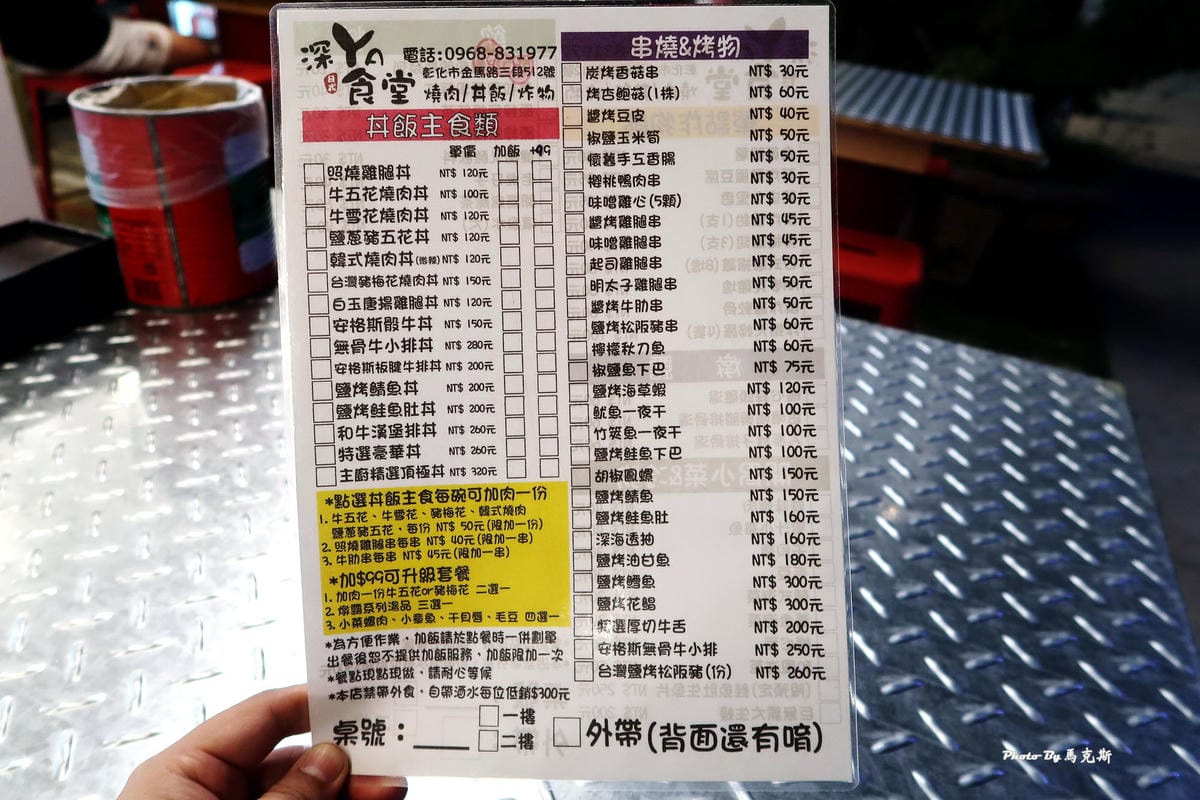 深YA
日式
食堂
電話:0968-831977
彰化市金馬路三段512號
燒肉/丼飯/炸物
丼飯主食類
單價 加飯 +99
照燒雞腿丼 NT$ 120元
牛五花燒肉丼 NT$ 100元
牛雪花燒肉丼 NT$ 120元
鹽蔥豬五花丼 NT$ 120元
韓式燒肉丼(微辣) NT$ 120元
台灣豬梅花燒肉丼 NT$ 150元
白玉唐揚雞腿丼 NT$ 120元
安格斯骰牛丼 NT$ 150元
無骨牛小排丼 NT$ 280元
安格斯板腱牛排丼 NT$ 200元
鹽烤鯖魚丼 NT$ 200元
鹽烤鮭魚肚丼 NT$ 200元
和牛漢堡排丼 NT$ 260元
特選豪華丼 NT$ 260元
主廚精選頂極丼 NT$ 320元
*點選丼飯主食每碗可加肉一份
1. 牛五花、牛雪花、豬梅花、韓式燒肉
鹽蔥豬五花、每份 NT$ 50元(限加一份)
2. 照燒雞腿串每串 NT$ 40元(限加一串)
3. 牛肋串每串 NT$ 45元(限加一串)
*加$99可升級套餐
1. 加肉一份牛五花or豬梅花 二選一
2. 燉露系列湯品 三選一
3. 小菜螺肉、小章魚、干貝唇、毛豆 四選一
*為方便作業，加飯請於點餐時一併劃單
出餐後恕不提供加飯服務，加飯限加一次
*餐點現點現做，請耐心等候
*本店禁帶外食，自帶酒水每位低銷$300元
桌號：____
一樓
二樓
串燒&烤物
炭烤香菇串 NT$ 30元
烤杏鮑菇(1株) NT$ 60元
醬烤豆皮 NT$ 40元
椒鹽玉米筍 NT$ 50元
懷舊手工香腸 NT$ 50元
櫻桃鴨肉串 NT$ 30元
味噌雞心(5顆) NT$ 30元
醬烤雞腿串 NT$ 45元
味噌雞腿串 NT$ 45元
起司雞腿串 NT$ 50元
明太子雞腿串 NT$ 50元
醬烤牛肋串 NT$ 50元
鹽烤松阪豬串 NT$ 60元
檸檬秋刀魚 NT$ 60元
椒鹽魚下巴 NT$ 75元
鹽烤海草蝦 NT$ 120元
魷魚一夜干 NT$ 100元
竹筴魚一夜干 NT$ 100元
鹽烤鮭魚下巴 NT$ 100元
胡椒鳳螺 NT$ 150元
鹽烤鯖魚 NT$ 150元
鹽烤鮭魚肚 NT$ 160元
深海透抽 NT$ 160元
鹽烤油白魚 NT$ 180元
鹽烤鱈魚 NT$ 300元
鹽烤花鯧 NT$ 300元
特選厚切牛舌 NT$ 200元
安格斯無骨牛小排 NT$ 250元
台灣鹽烤松阪豬(份) NT$ 260元
外帶(背面還有唷)
Photo By 馬克斯